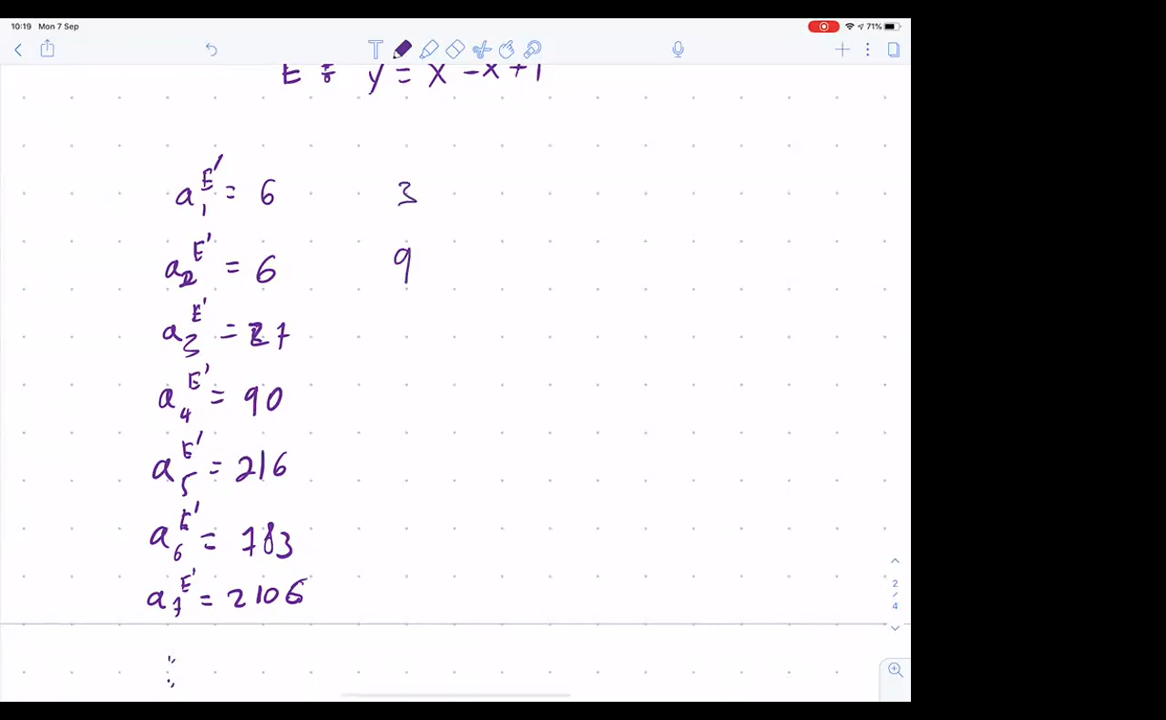 10:19 Mon 7 Sep 71%
E : y = x - x + 1
a₁^E' = 6 3
a₂^E' = 6 9
a₃^E' = 27
a₄^E' = 90
a₅^E' = 216
a₆^E' = 783
a₇^E' = 2106
⋮
2
/
4